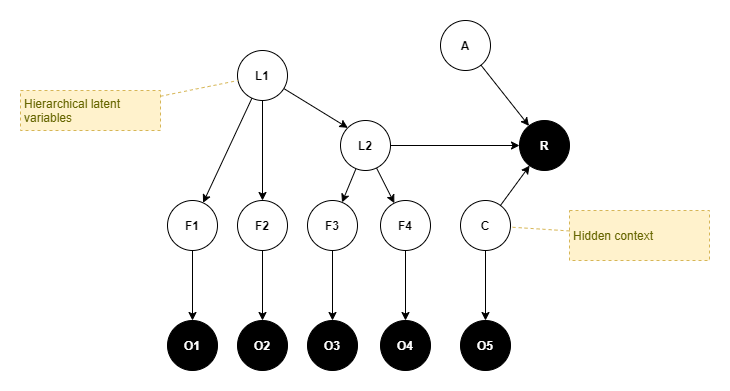 A
L1
Hierarchical latent
variables
L2
R
F1
F2
F3
F4
C
Hidden context
O1
O2
O3
O4
O5